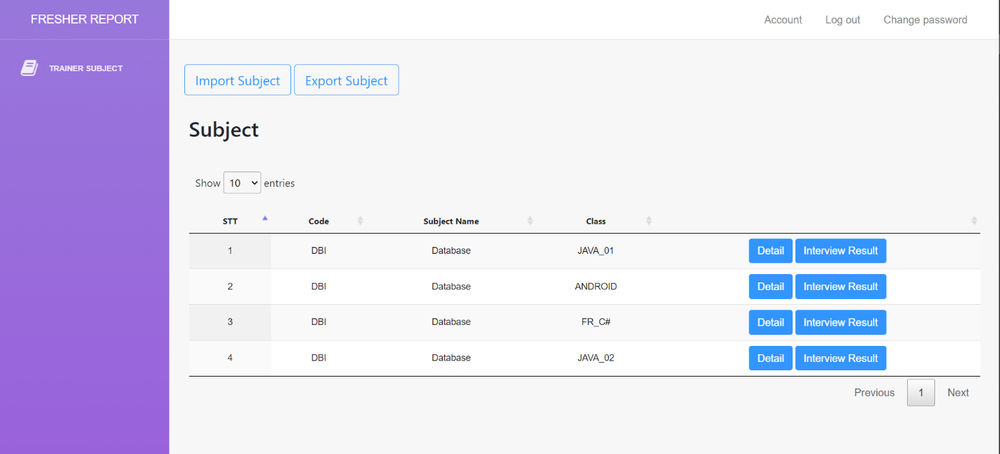 FRESHER REPORT
Account Log out Change password
TRAINER SUBJECT
Import Subject Export Subject
Subject
Show 10 entries
STT Code Subject Name Class
1 DBI Database JAVA_01 Detail Interview Result
2 DBI Database ANDROID Detail Interview Result
3 DBI Database FR_C# Detail Interview Result
4 DBI Database JAVA_02 Detail Interview Result
Previous 1 Next